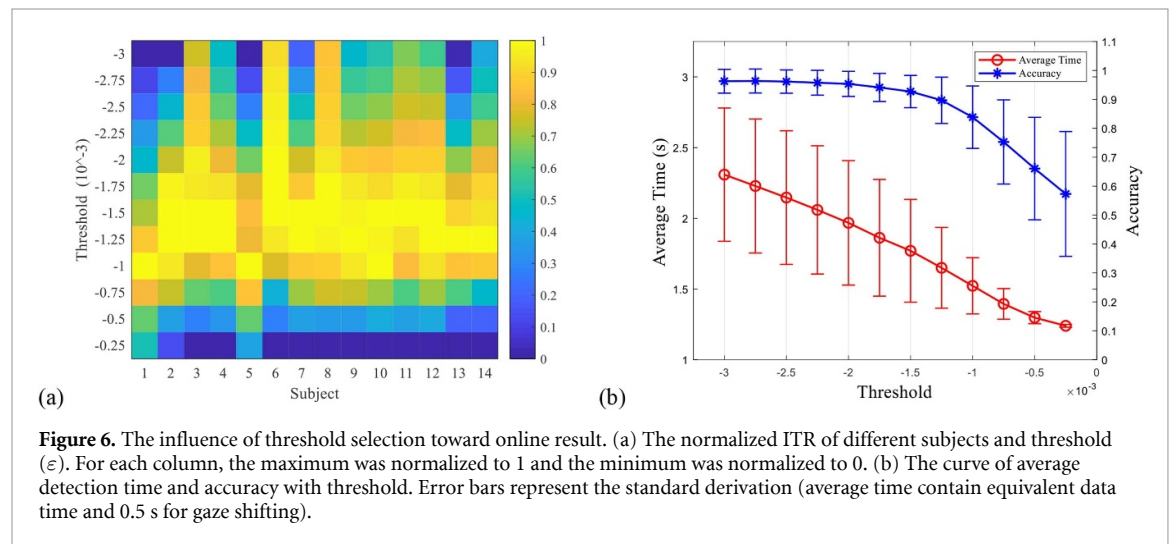 -3
-2.75
-2.5
-2.25
-2
-1.75
-1.5
-1.25
-1
-0.75
-0.5
-0.25
Threshold (10^-3)
1 2 3 4 5 6 7 8 9 10 11 12 13 14
Subject
1
0.9
0.8
0.7
0.6
0.5
0.4
0.3
0.2
0.1
0
(a)
Average Time
Accuracy
3
2.5
2
1.5
1
Average Time (s)
1.1
1
0.9
0.8
0.7
0.6
0.5
0.4
0.3
0.2
0.1
0
Accuracy
-3 -2.5 -2 -1.5 -1 -0.5 0
×10⁻³
Threshold
(b)
Figure 6. The influence of threshold selection toward online result. (a) The normalized ITR of different subjects and threshold
(ε). For each column, the maximum was normalized to 1 and the minimum was normalized to 0. (b) The curve of average
detection time and accuracy with threshold. Error bars represent the standard derivation (average time contain equivalent data
time and 0.5 s for gaze shifting).